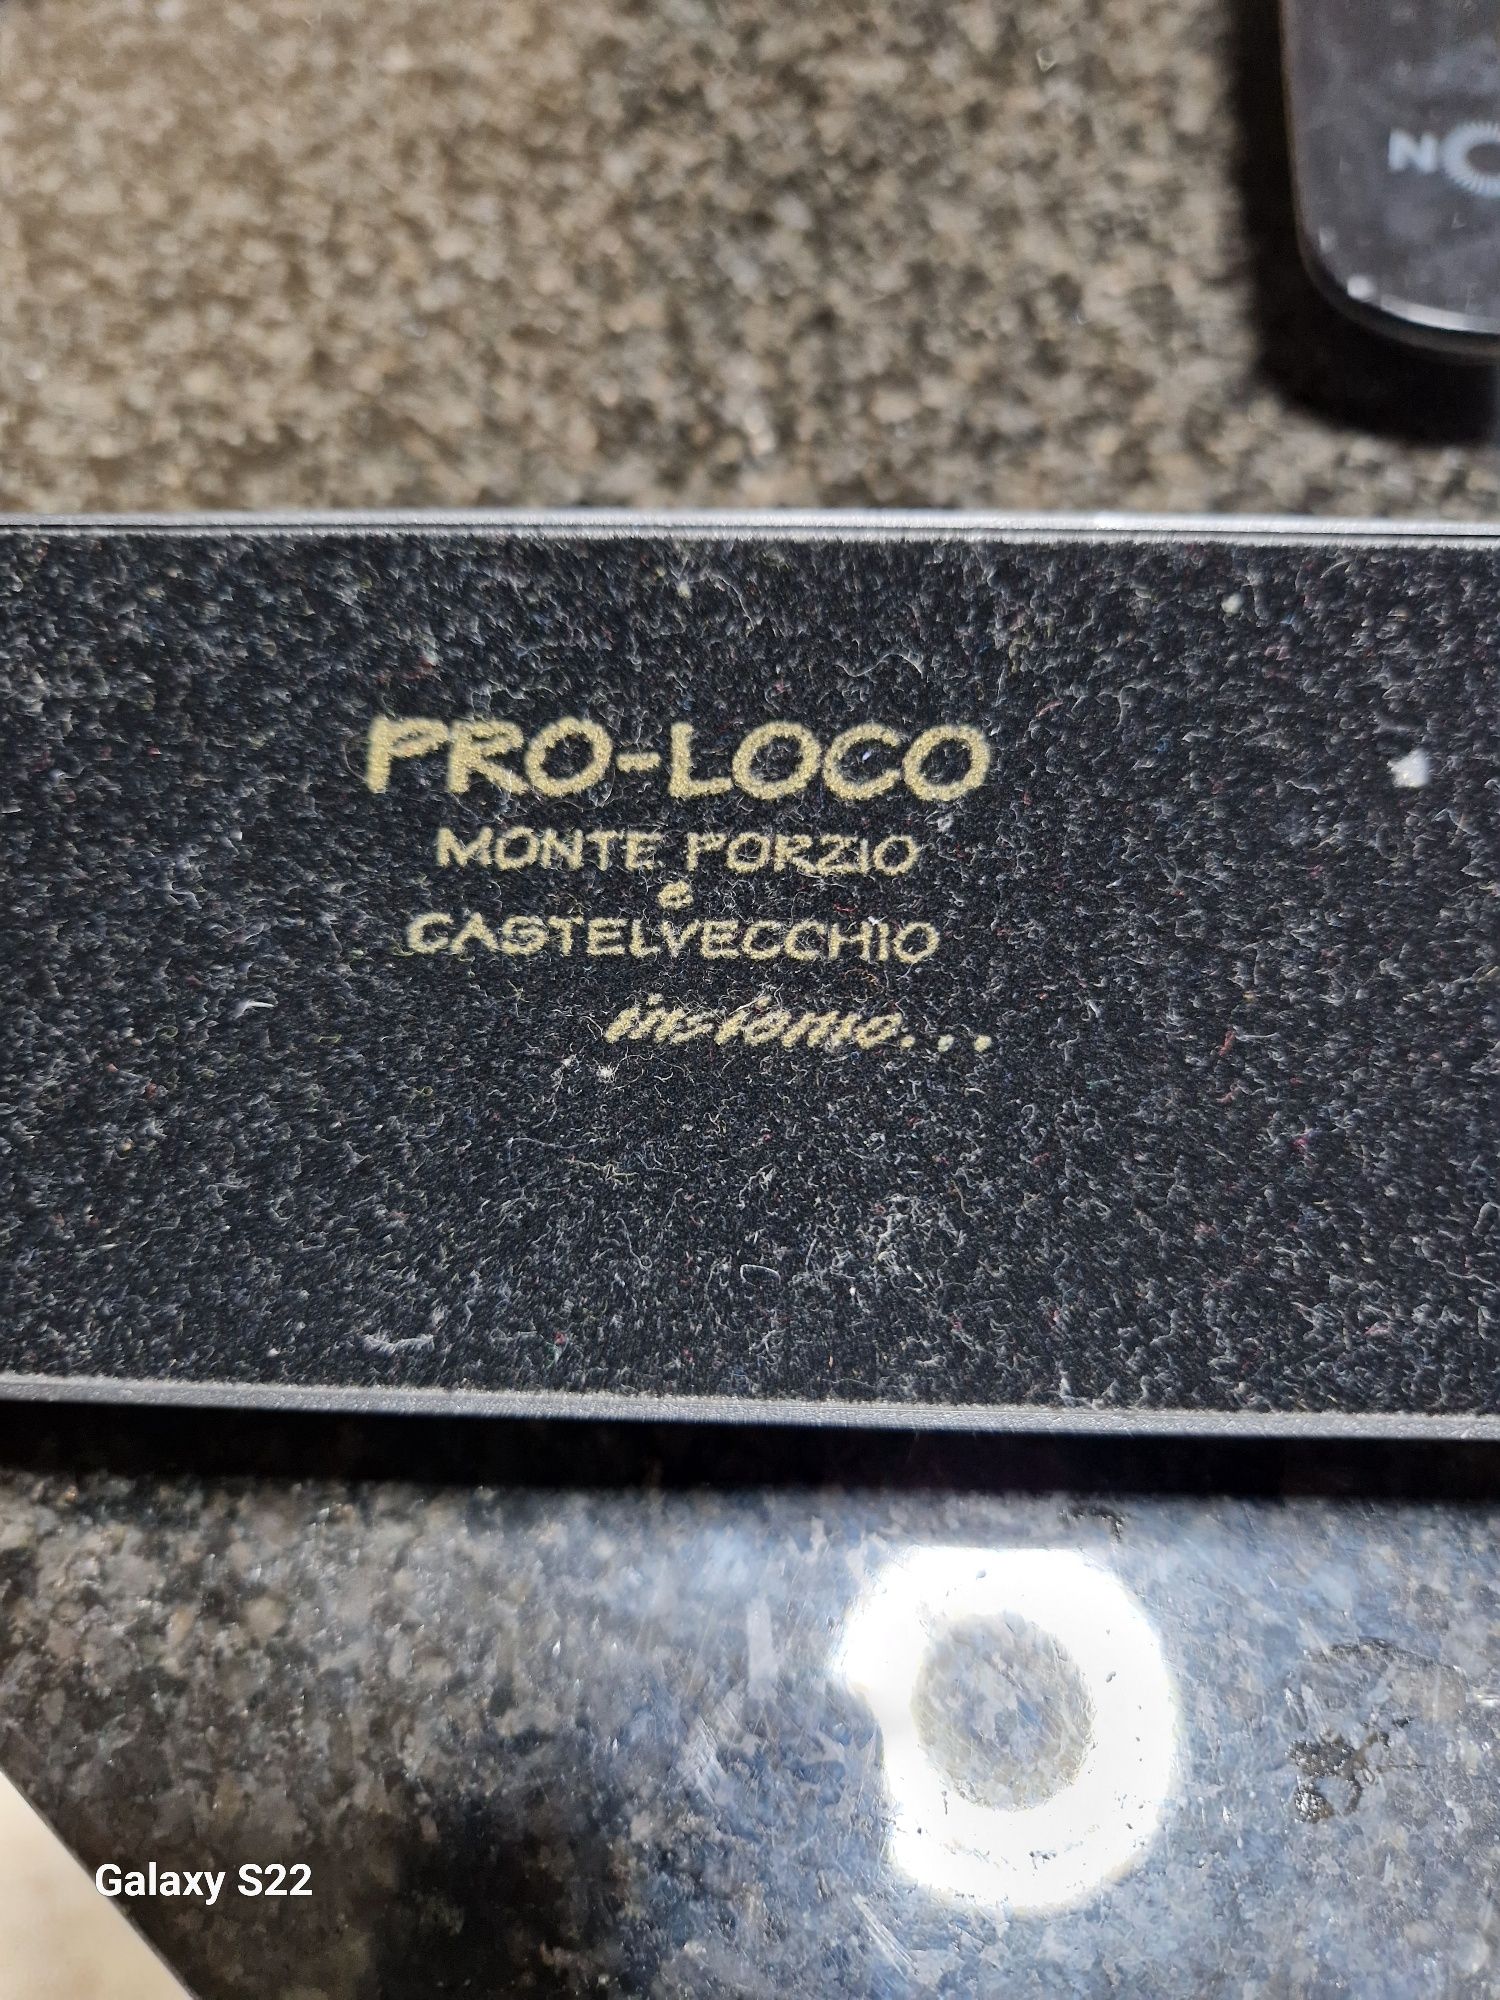 N
PRO-LOCO
MONTE PORZIO
e
CASTELVECCHIO
insieme...
Galaxy S22